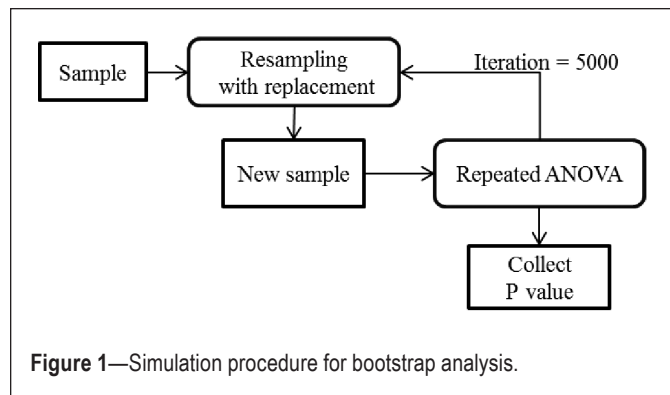 Sample
Resampling
with replacement
Iteration = 5000
New sample
Repeated ANOVA
Collect
P value
Figure 1—Simulation procedure for bootstrap analysis.